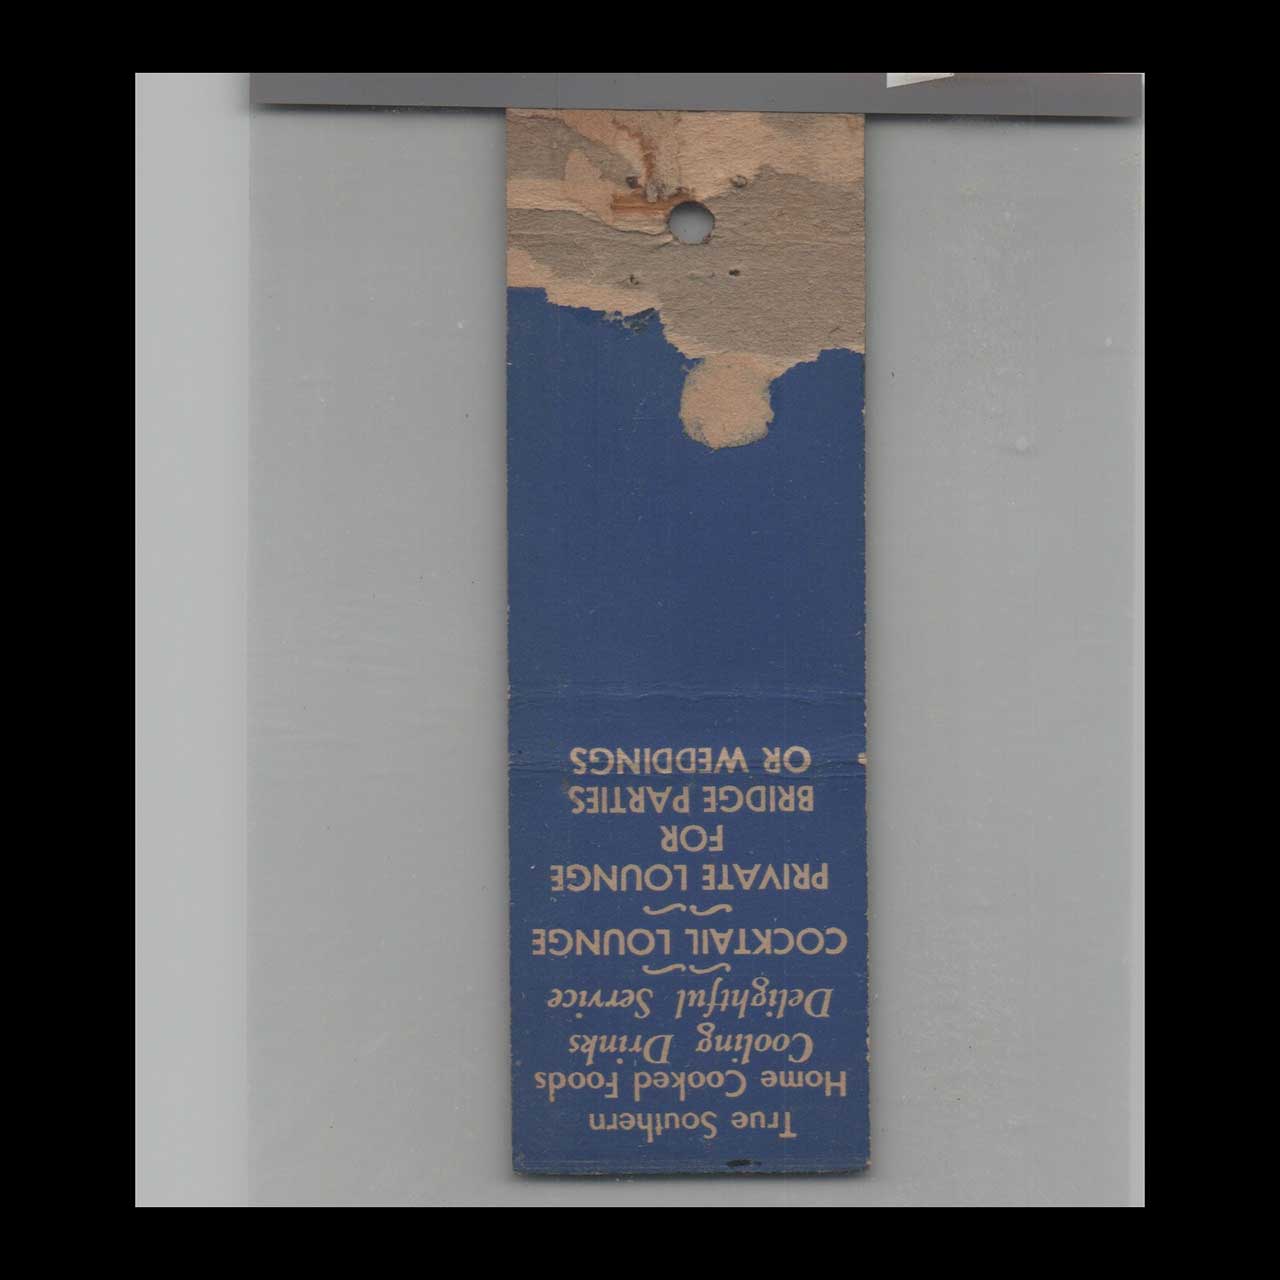 True Southern
Home Cooked Foods
Cooling Drinks
Delightful Service
COCKTAIL LOUNGE
PRIVATE LOUNGE
FOR
BRIDGE PARTIES
OR WEDDINGS